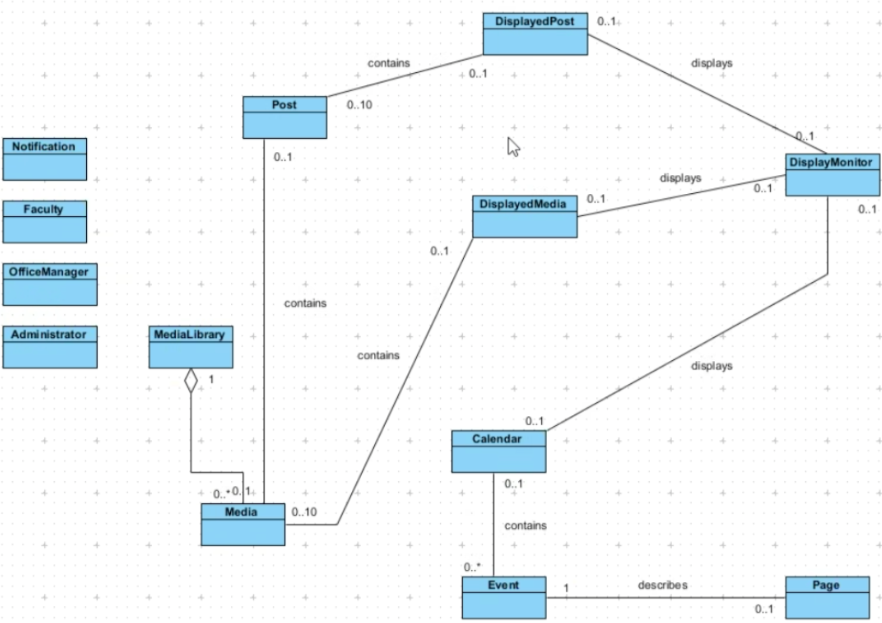 DisplayedPost
0..1
contains
displays
0..1
Post
0..10
0..1
Notification
0..1
DisplayMonitor
displays
0..1
0..1
DisplayedMedia
0..1
Faculty
0..1
OfficeManager
contains
Administrator
MediaLibrary
contains
displays
1
0..1
Calendar
0..1
0..*
0..1
Media
0..10
contains
0..*
Event
1
describes
Page
0..1